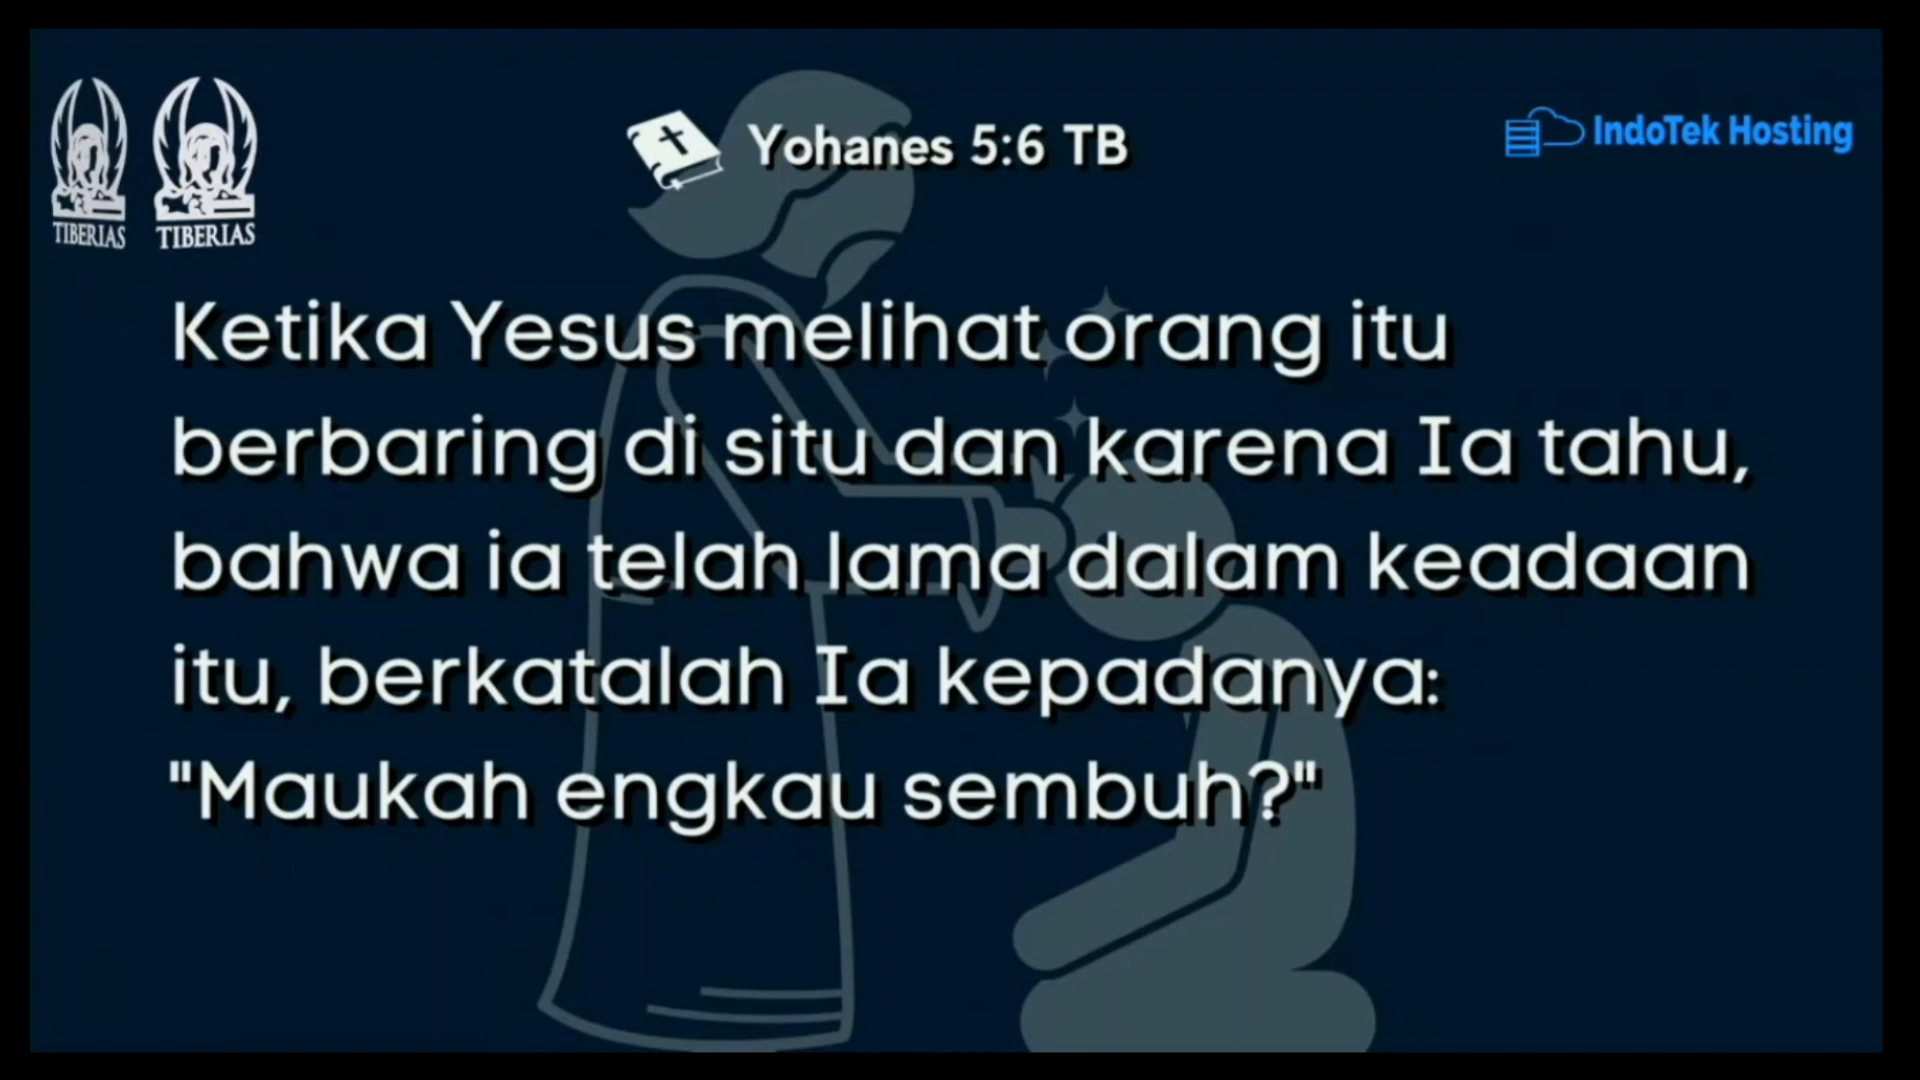 TIBERIAS
TIBERIAS
Yohanes 5:6 TB
IndoTek Hosting
Ketika Yesus melihat orang itu
berbaring di situ dan karena Ia tahu,
bahwa ia telah lama dalam keadaan
itu, berkatalah Ia kepadanya:
"Maukah engkau sembuh?"